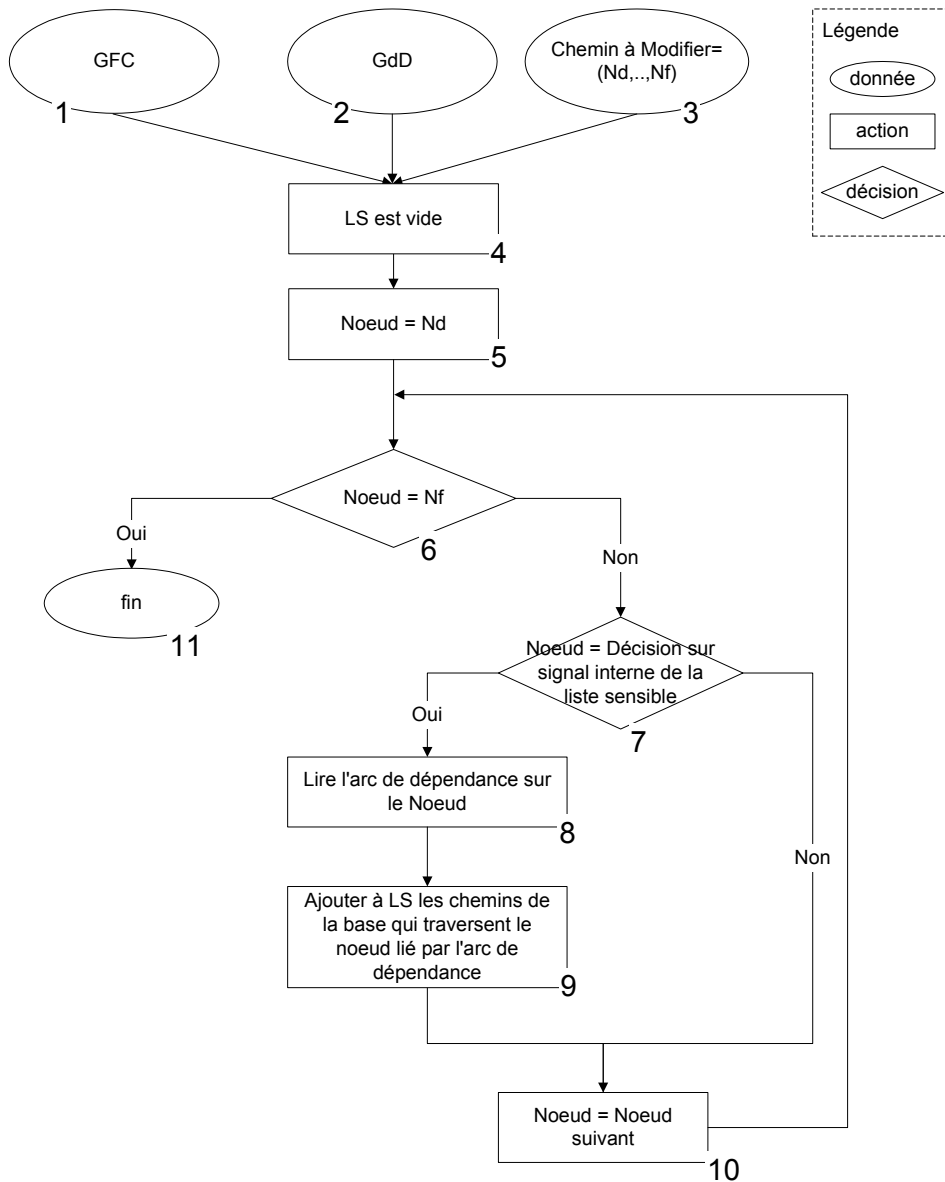 GFC
1
GdD
2
Chemin à Modifier=
(Nd,..,Nf)
3
Légende
donnée
action
décision
LS est vide
4
Noeud = Nd
5
Noeud = Nf
6
Oui
Non
fin
11
Noeud = Décision sur
signal interne de la
liste sensible
7
Oui
Non
Lire l'arc de dépendance sur
le Noeud
8
Ajouter à LS les chemins de
la base qui traversent le
noeud lié par l'arc de
dépendance
9
Noeud = Noeud
suivant
10